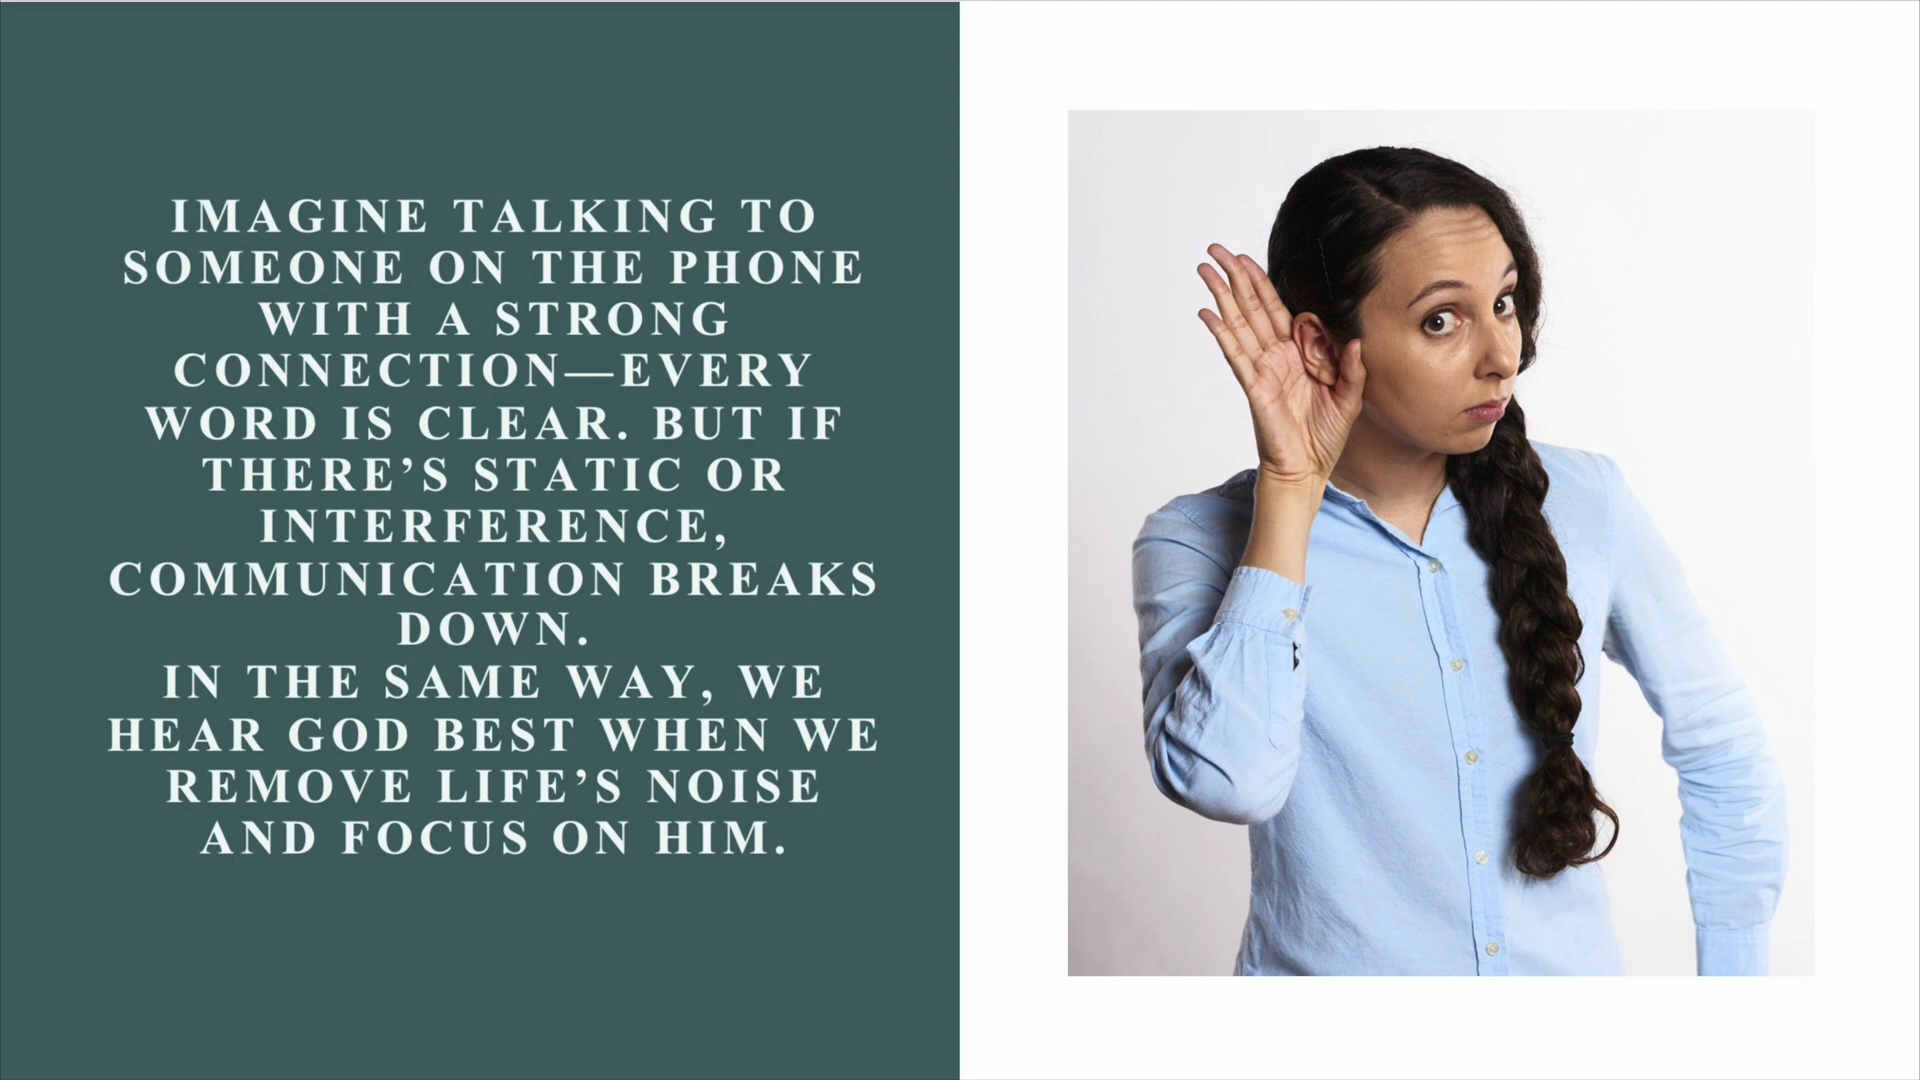 IMAGINE TALKING TO
SOMEONE ON THE PHONE
WITH A STRONG
CONNECTION—EVERY
WORD IS CLEAR. BUT IF
THERE’S STATIC OR
INTERFERENCE,
COMMUNICATION BREAKS
DOWN.
IN THE SAME WAY, WE
HEAR GOD BEST WHEN WE
REMOVE LIFE’S NOISE
AND FOCUS ON HIM.